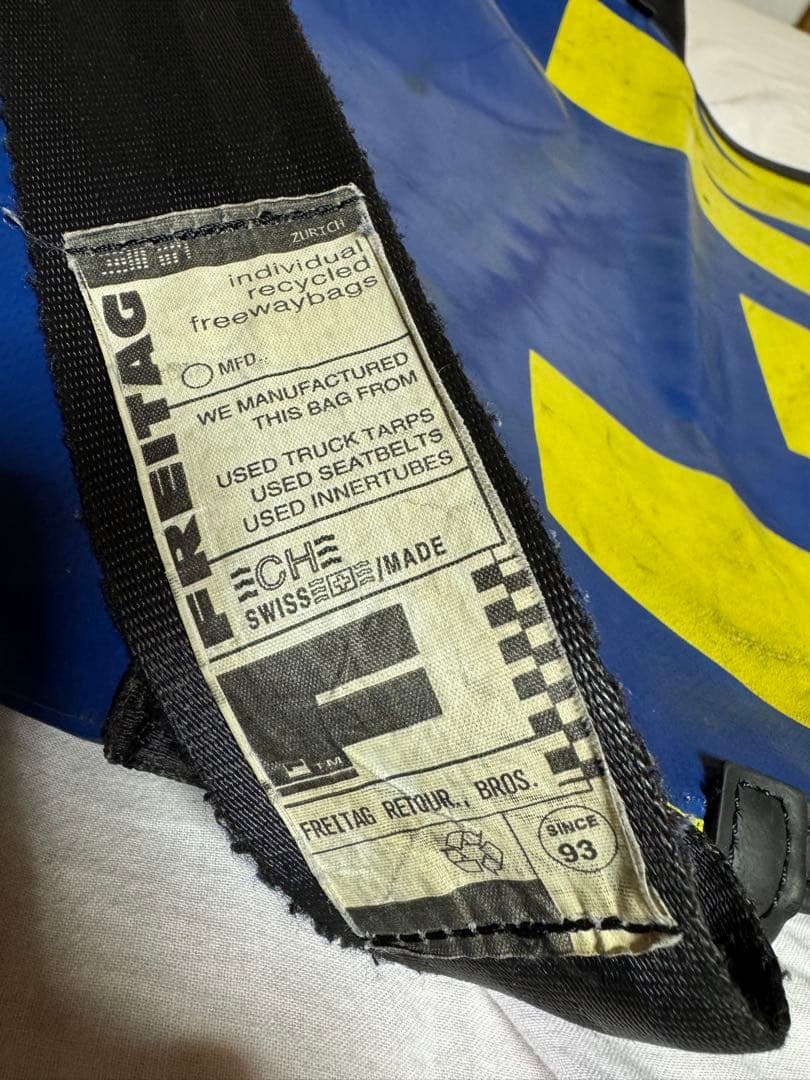 ZURICH
individual
recycled
freewaybags
FREITAG
MFD..
WE MANUFACTURED
THIS BAG FROM
USED TRUCK TARPS
USED SEATBELTS
USED INNERTUBES
CH
SWISS/MADE
F
TM
FREITAG RETOUR., BROS.
SINCE
93